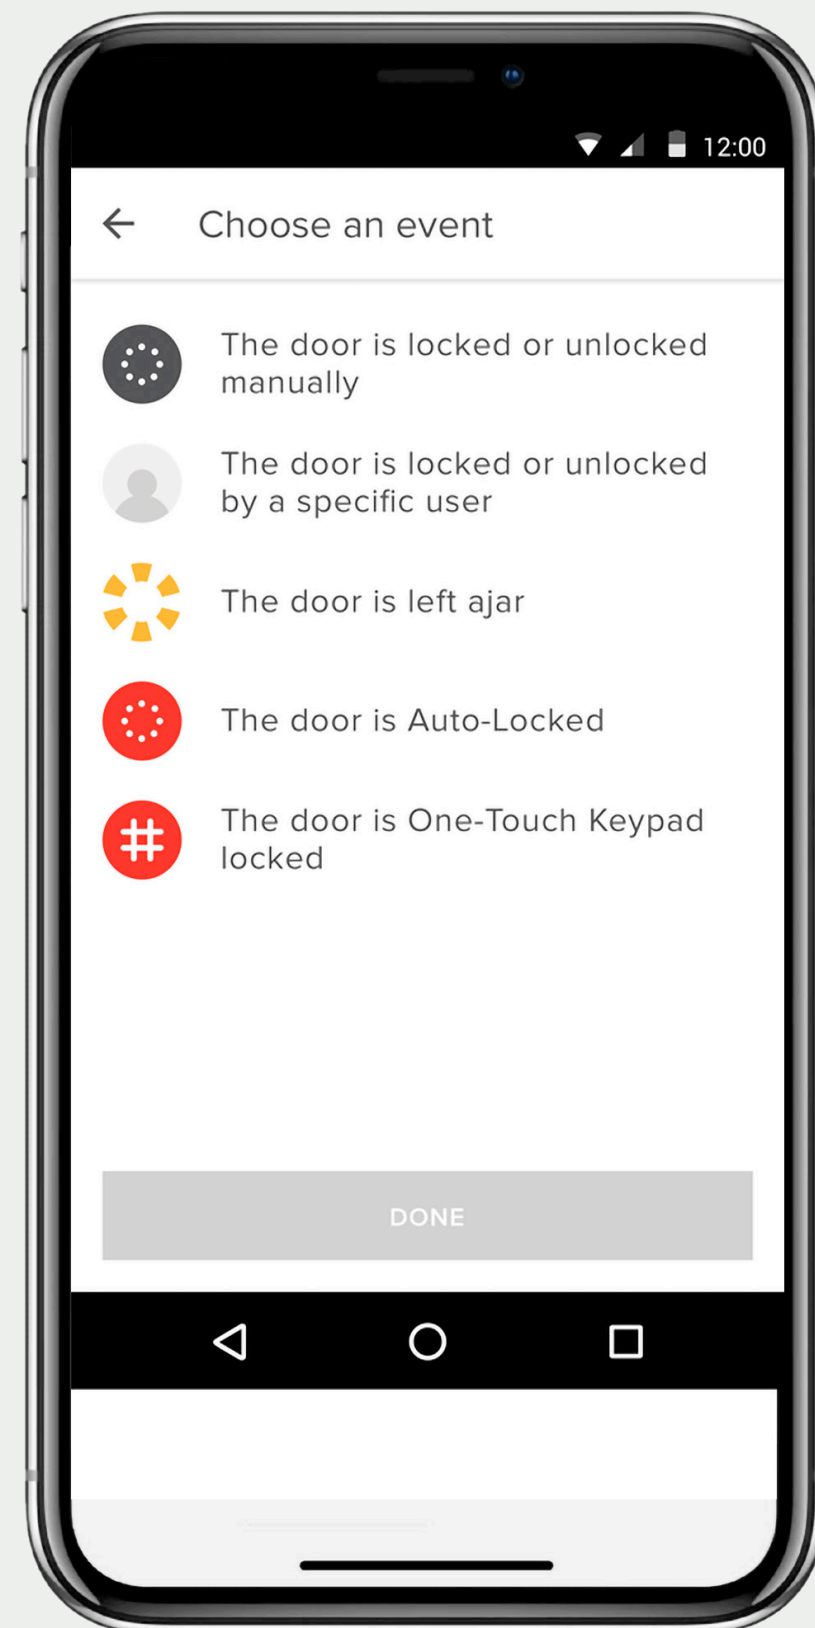 12:00
Choose an event
The door is locked or unlocked
manually
The door is locked or unlocked
by a specific user
The door is left ajar
The door is Auto-Locked
The door is One-Touch Keypad
locked
DONE